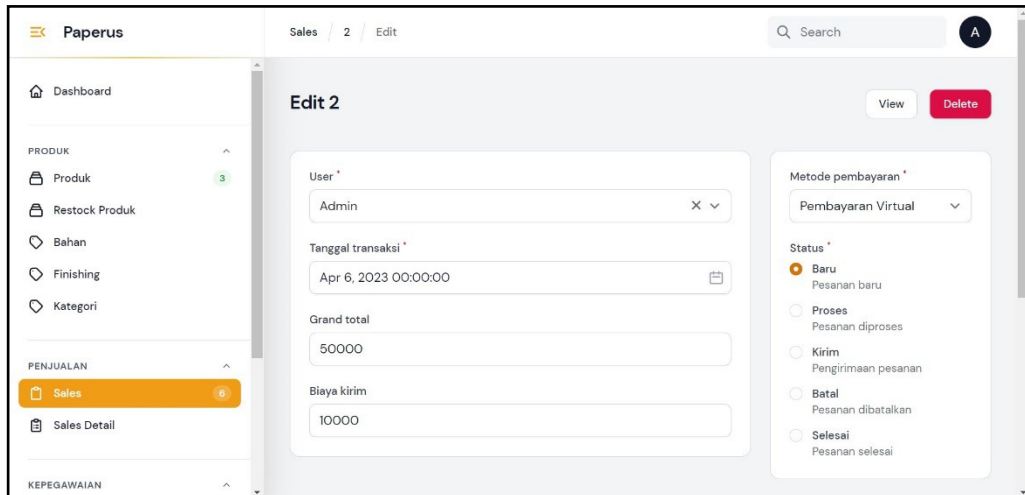 Paperus
Sales / 2 / Edit
Search
A
Dashboard
PRODUK
Produk 3
Restock Produk
Bahan
Finishing
Kategori
PENJUALAN
Sales 6
Sales Detail
KEPEGAWAIAN
Edit 2
View
Delete
User *
Admin
Tanggal transaksi *
Apr 6, 2023 00:00:00
Grand total
50000
Biaya kirim
10000
Metode pembayaran *
Pembayaran Virtual
Status *
Baru
Pesanan baru
Proses
Pesanan diproses
Kirim
Pengirimaan pesanan
Batal
Pesanan dibatalkan
Selesai
Pesanan selesai